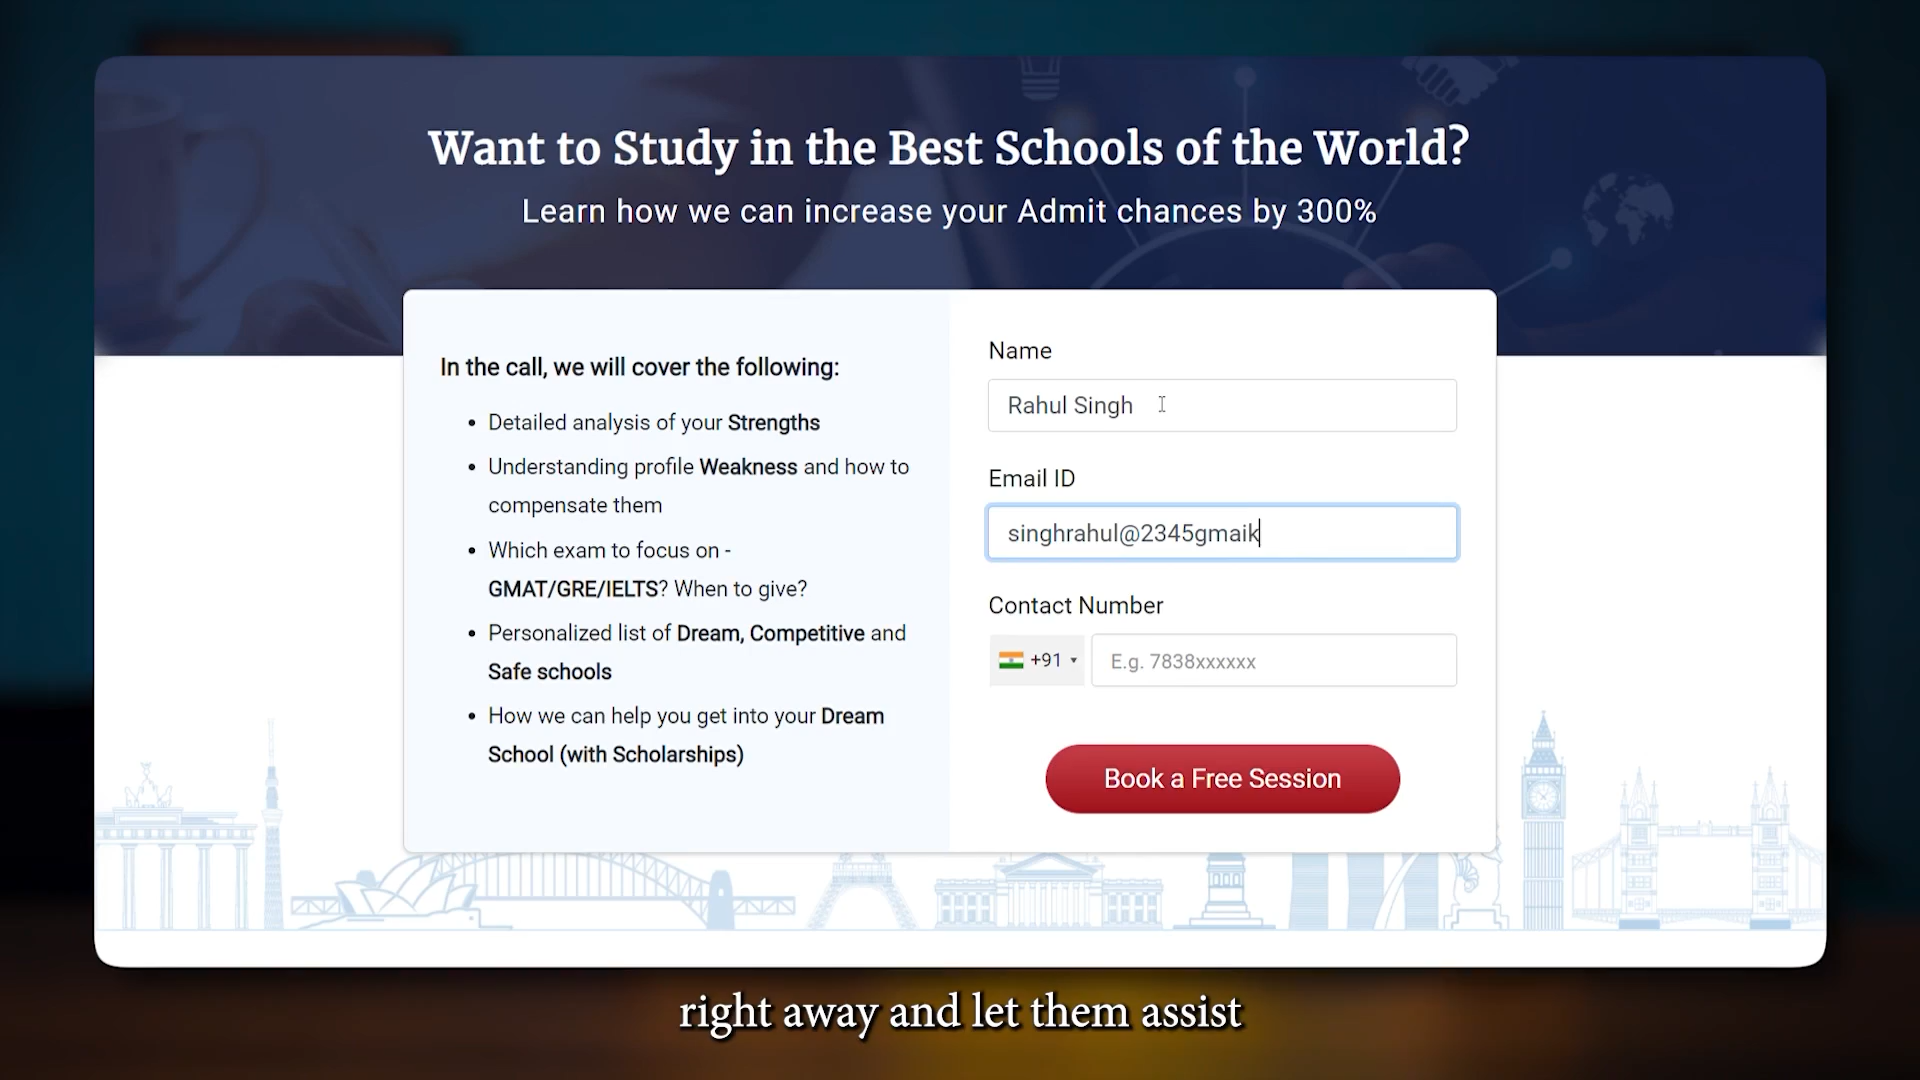 Want to Study in the Best Schools of the World?
Learn how we can increase your Admit chances by 300%
In the call, we will cover the following:
• Detailed analysis of your Strengths
• Understanding profile Weakness and how to
compensate them
• Which exam to focus on -
GMAT/GRE/IELTS? When to give?
• Personalized list of Dream, Competitive and
Safe schools
• How we can help you get into your Dream
School (with Scholarships)
Name
Rahul Singh
Email ID
singhrahul@2345gmaik
Contact Number
+91
E.g. 7838xxxxxx
Book a Free Session
right away and let them assist